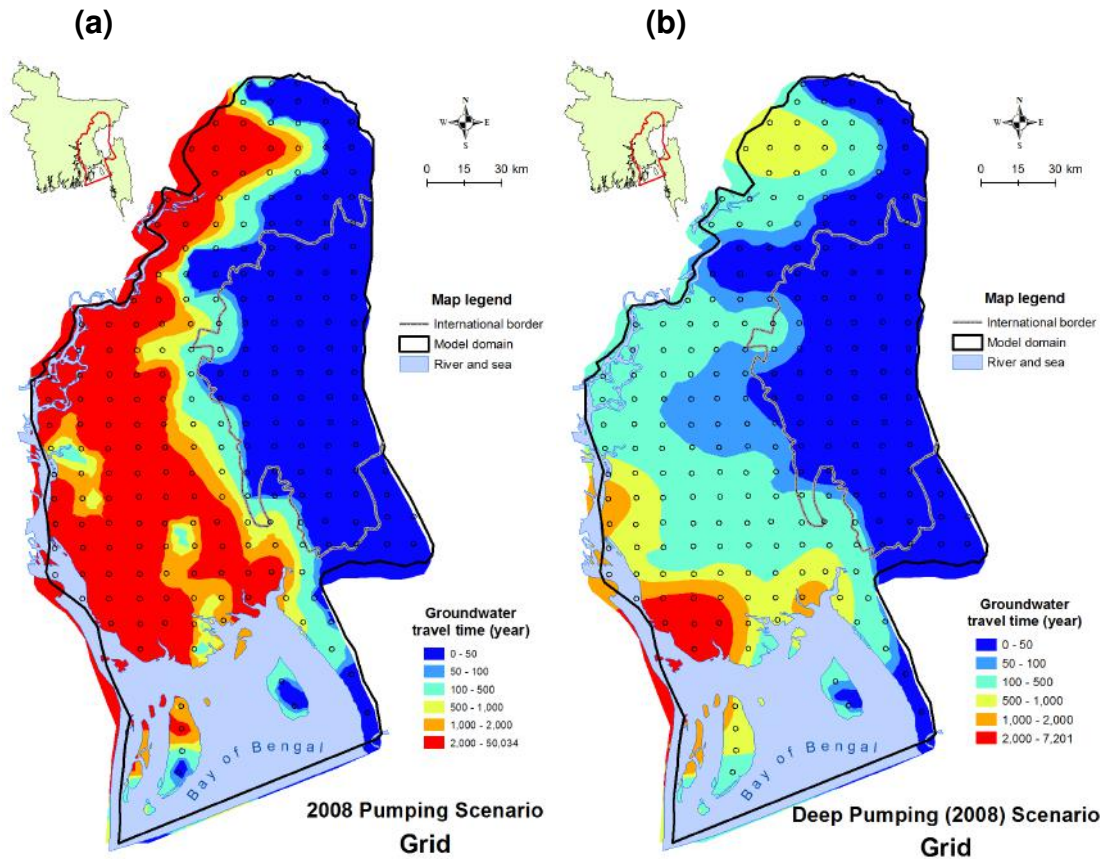 (a)
N
W E
S
0 15 30 km
Map legend
International border
Model domain
River and sea
Groundwater
travel time (year)
0 - 50
50 - 100
100 - 500
500 - 1,000
1,000 - 2,000
2,000 - 50,034
Bay of Bengal
2008 Pumping Scenario
Grid
(b)
N
W E
S
0 15 30 km
Map legend
International border
Model domain
River and sea
Groundwater
travel time (year)
0 - 50
50 - 100
100 - 500
500 - 1,000
1,000 - 2,000
2,000 - 7,201
Bay of Bengal
Deep Pumping (2008) Scenario
Grid